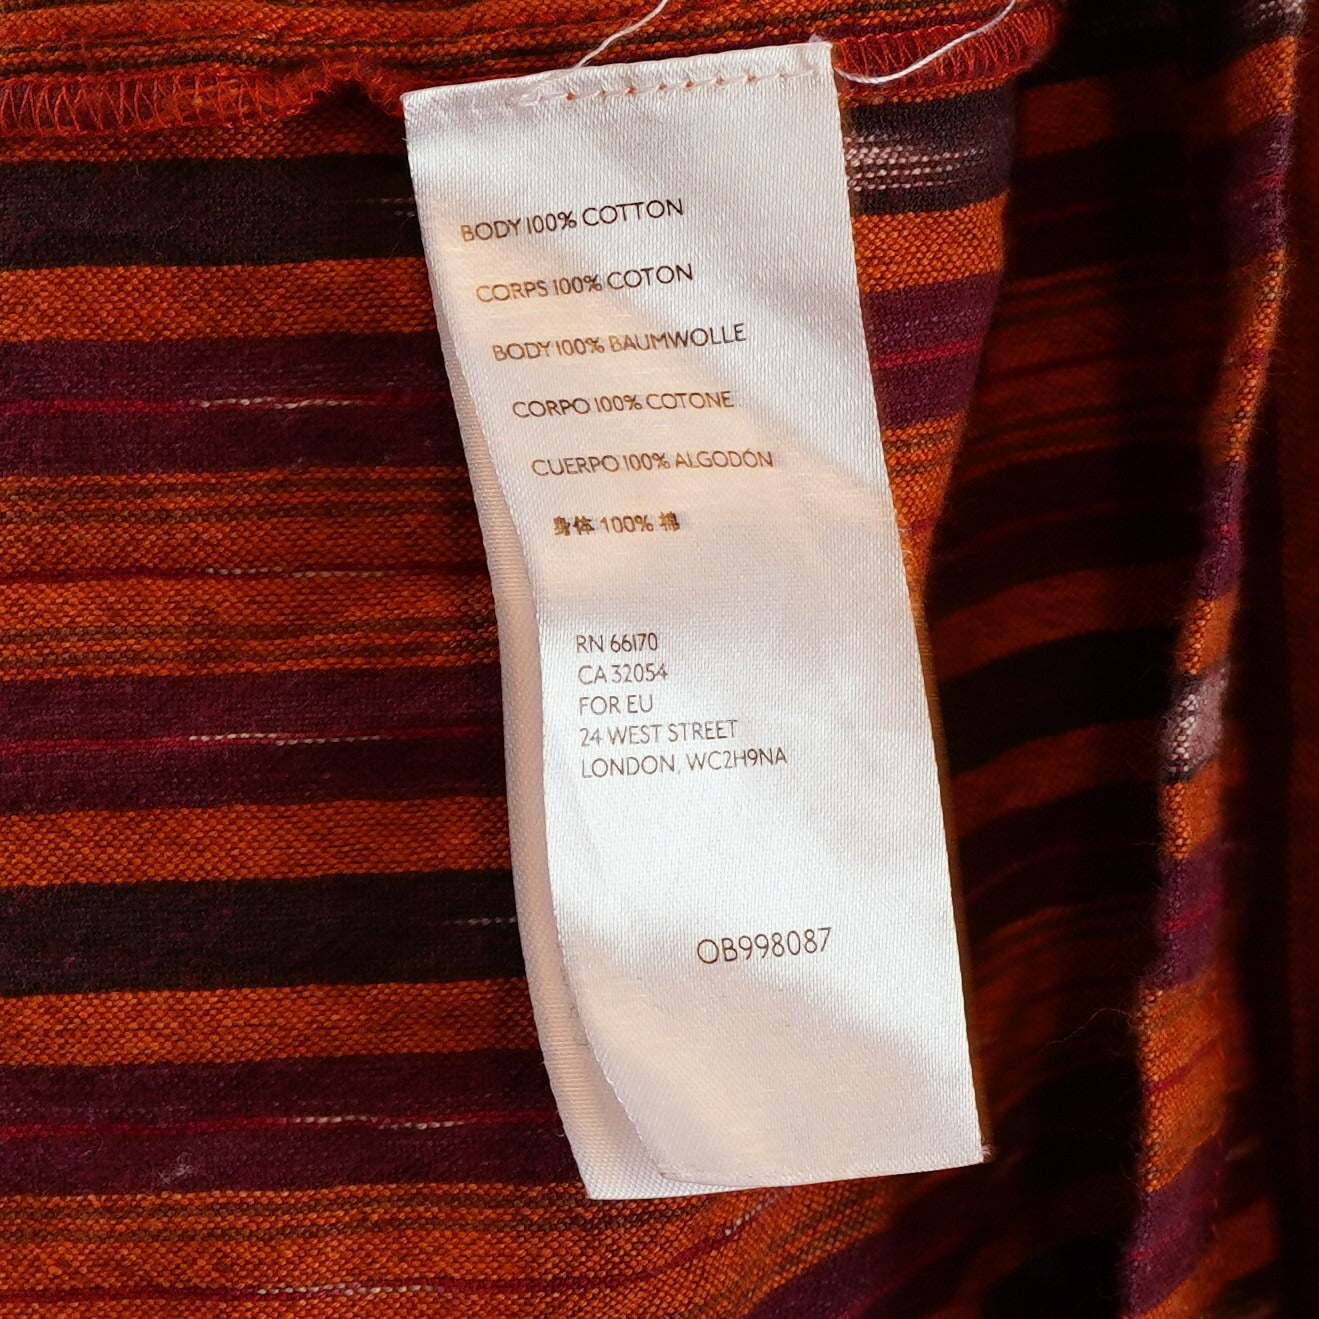 BODY 100% COTTON
CORPS 100% COTON
BODY 100% BAUMWOLLE
CORPO 100% COTONE
CUERPO 100% ALGODÓN
身体 100% 棉
RN 66170
CA 32054
FOR EU
24 WEST STREET
LONDON, WC2H9NA
OB998087